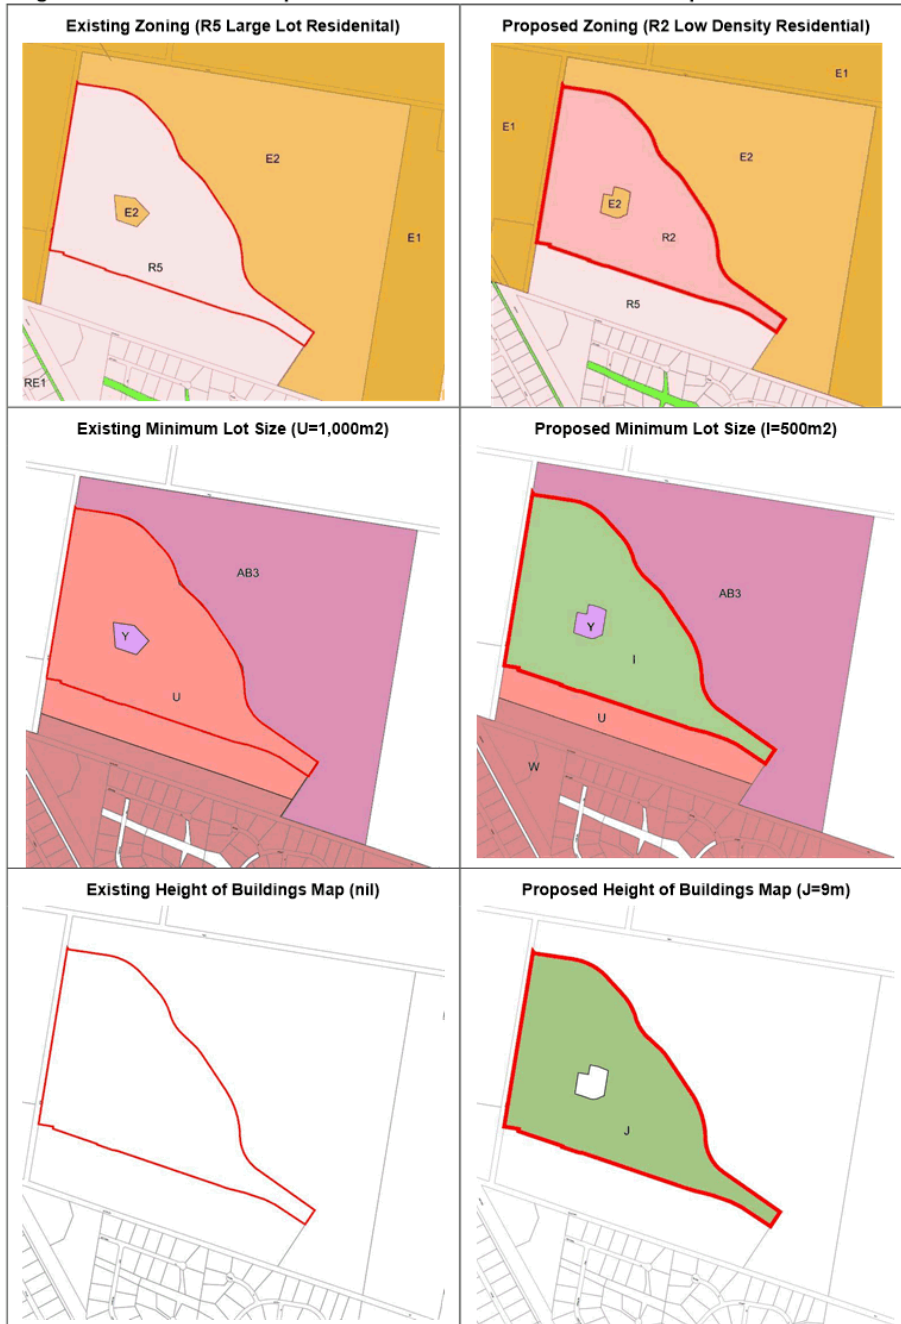 Existing Zoning (R5 Large Lot Residenital)
Proposed Zoning (R2 Low Density Residential)
E2
E1
E2
R5
RE1
E1
E1
E2
E2
R2
R5
Existing Minimum Lot Size (U=1,000m2)
Proposed Minimum Lot Size (I=500m2)
AB3
Y
U
AB3
Y
I
U
W
Existing Height of Buildings Map (nil)
Proposed Height of Buildings Map (J=9m)
J